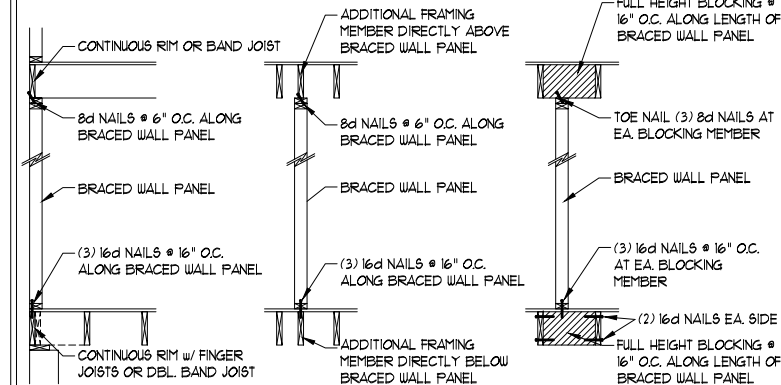 CONTINUOUS RIM OR BAND JOIST
8d NAILS @ 6" O.C. ALONG
BRACED WALL PANEL
BRACED WALL PANEL
(3) 16d NAILS @ 16" O.C.
ALONG BRACED WALL PANEL
CONTINUOUS RIM w/ FINGER
JOISTS OR DBL. BAND JOIST
ADDITIONAL FRAMING
MEMBER DIRECTLY ABOVE
BRACED WALL PANEL
8d NAILS @ 6" O.C. ALONG
BRACED WALL PANEL
BRACED WALL PANEL
(3) 16d NAILS @ 16" O.C.
ALONG BRACED WALL PANEL
ADDITIONAL FRAMING
MEMBER DIRECTLY BELOW
BRACED WALL PANEL
FULL HEIGHT BLOCKING @
16" O.C. ALONG LENGTH OF
BRACED WALL PANEL
TOE NAIL (3) 8d NAILS AT
EA. BLOCKING MEMBER
BRACED WALL PANEL
(3) 16d NAILS @ 16" O.C.
AT EA. BLOCKING
MEMBER
(2) 16d NAILS EA. SIDE
FULL HEIGHT BLOCKING @
16" O.C. ALONG LENGTH OF
BRACED WALL PANEL